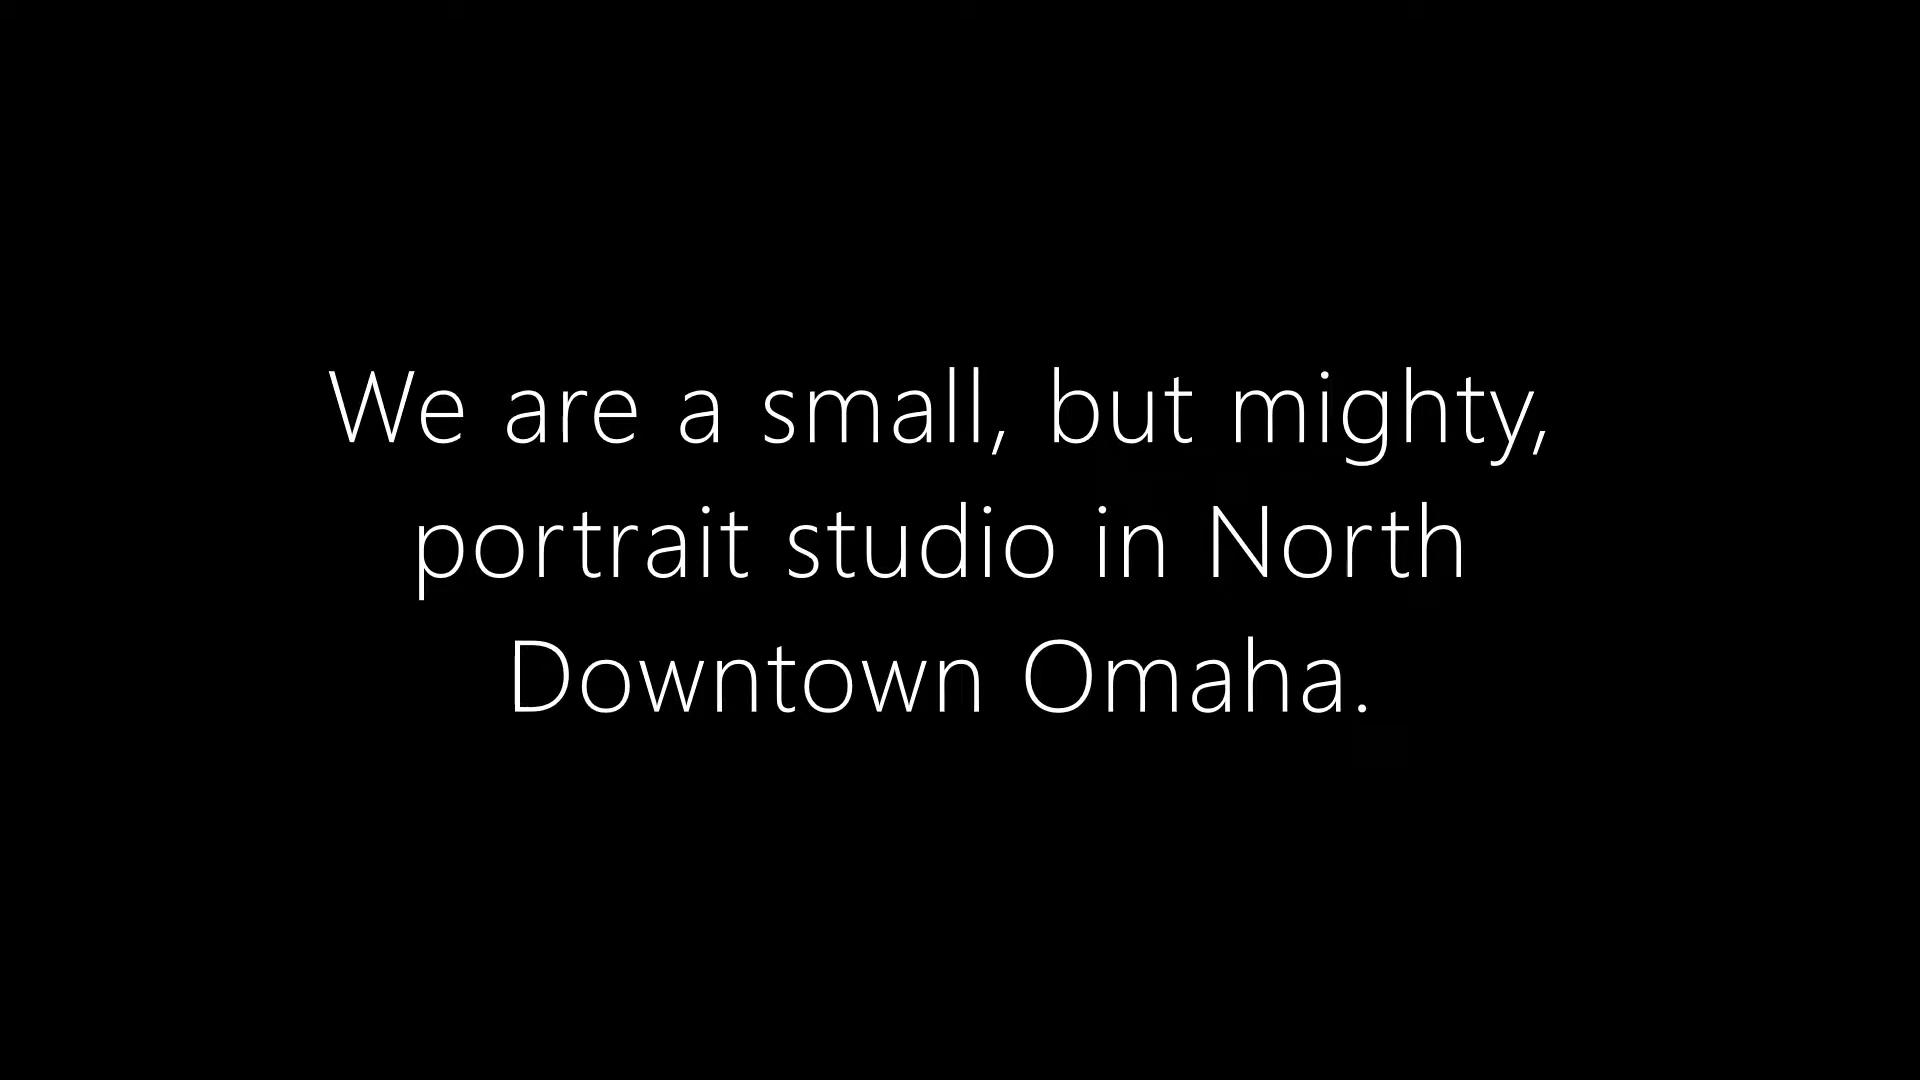 We are a small, but mighty,
portrait studio in North
Downtown Omaha.